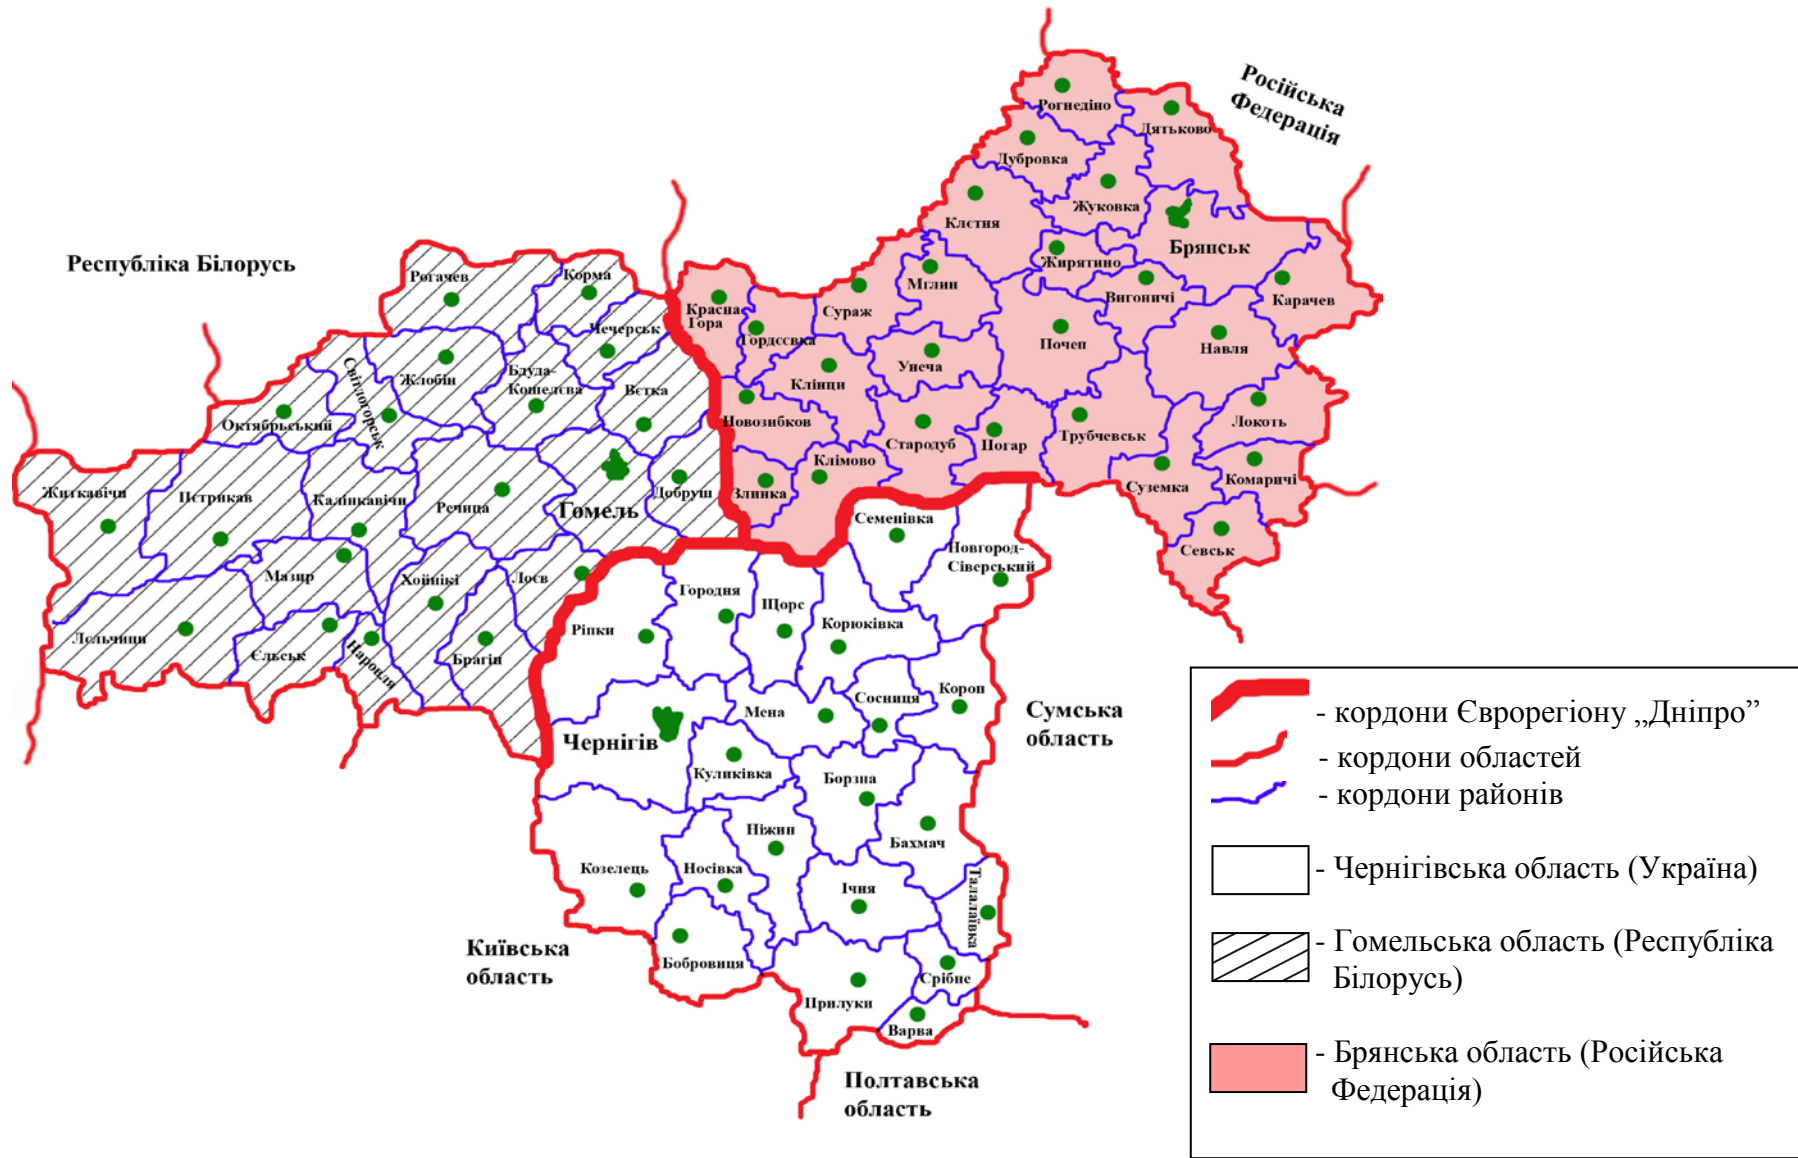 Російська
Федерація
Республіка Білорусь
Рогнедіно
Дятьково
Дубровка
Жуковка
Клєтня
Брянськ
Жирятино
Мглин
Вигоничі
Карачев
Сураж
Красна
Гора
Гордєєвка
Почеп
Навля
Унеча
Клінци
Новозибков
Стародуб
Погар
Трубчевськ
Локоть
Клімово
Злинка
Суземка
Комаричі
Севськ
Рогачев
Корма
Чечерськ
Жлобін
Світлогорськ
Буда-
Кошелєва
Вєтка
Октябрьський
Житкавічи
Пєтрикав
Калінкавічи
Речица
Гомель
Добруш
Мазир
Хойнікі
Лоєв
Лєльчици
Єльськ
Наровля
Брагін
Семенівка
Новгород-
Сіверський
Городня
Щорс
Корюківка
Ріпки
Сосниця
Короп
Мена
Чернігів
Куликівка
Борзна
Ніжин
Бахмач
Козелець
Носівка
Ічня
Талалаївка
Бобровиця
Срібне
Прилуки
Варва
Сумська
область
Київська
область
Полтавська
область
- кордони Єврорегіону „Дніпро”
- кордони областей
- кордони районів
- Чернігівська область (Україна)
- Гомельська область (Республіка
Білорусь)
- Брянська область (Російська
Федерація)